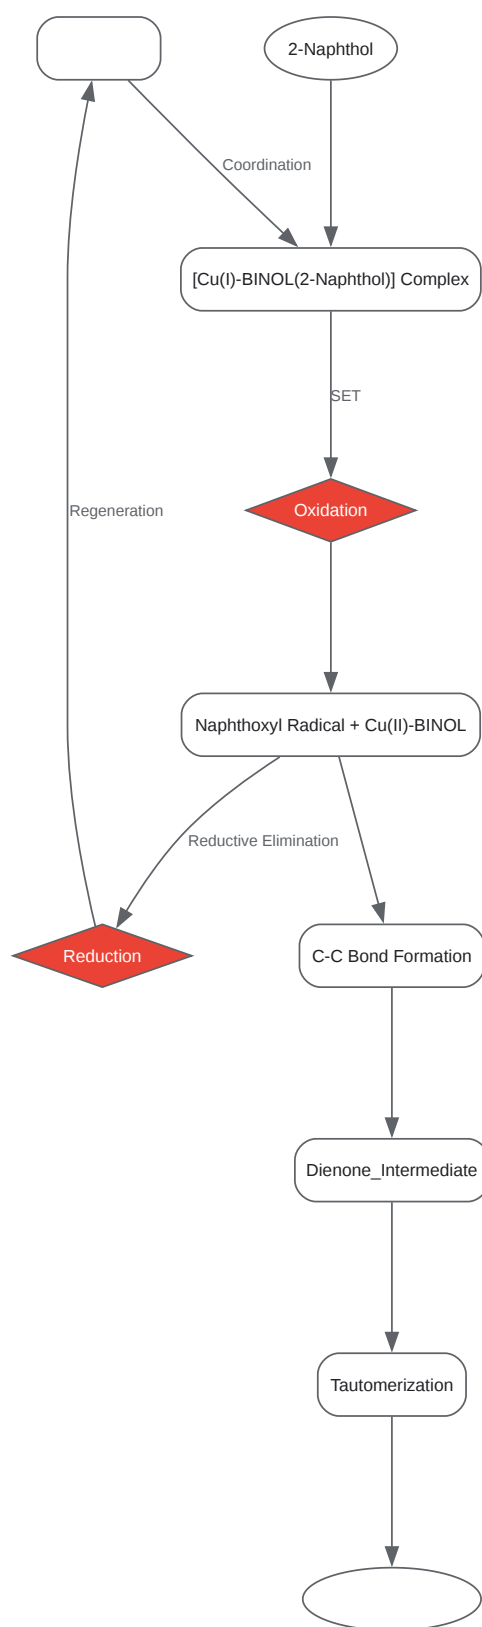 2-Naphthol
Coordination
[Cu(I)-BINOL(2-Naphthol)] Complex
SET
Oxidation
Regeneration
Naphthoxyl Radical + Cu(II)-BINOL
Reductive Elimination
Reduction
C-C Bond Formation
Dienone_Intermediate
Tautomerization